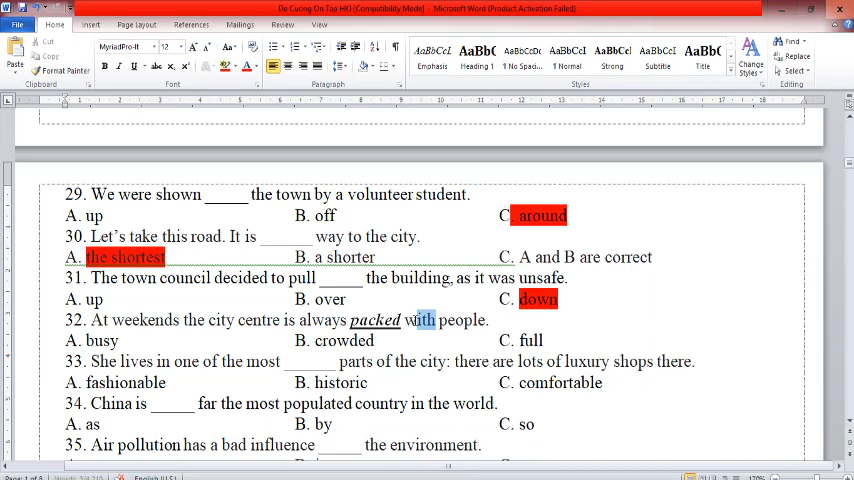 De Cuong On Tap HKI [Compatibility Mode] - Microsoft Word (Product Activation Failed)
File Home Insert Page Layout References Mailings Review View
Cut
Copy
Format Painter
Paste
Clipboard
MyriadPro-It 12
Font
Paragraph
Emphasis Heading 1 ¶ No Spaci... ¶ Normal Strong Subtitle Title
Styles
Change Styles
Find
Replace
Select
Editing
29. We were shown _____ the town by a volunteer student.
A. up B. off C. around
30. Let’s take this road. It is ______ way to the city.
A. the shortest B. a shorter C. A and B are correct
31. The town council decided to pull _____ the building, as it was unsafe.
A. up B. over C. down
32. At weekends the city centre is always packed with people.
A. busy B. crowded C. full
33. She lives in one of the most ______ parts of the city: there are lots of luxury shops there.
A. fashionable B. historic C. comfortable
34. China is _____ far the most populated country in the world.
A. as B. by C. so
35. Air pollution has a bad influence _____ the environment.
Page: 1 of 8 English (U.S.) 170%